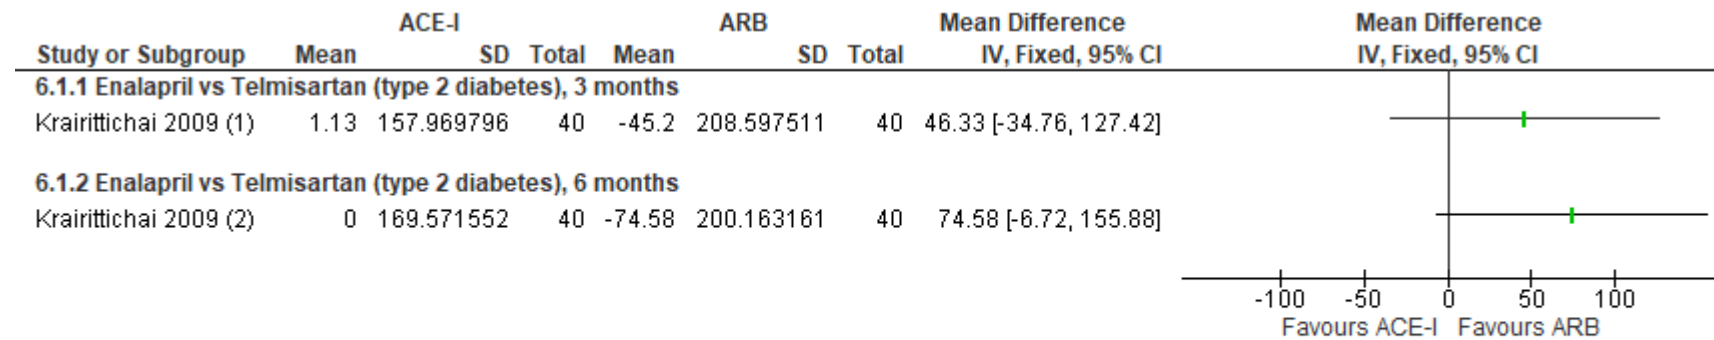 ACE-I ARB Mean Difference Mean Difference
Study or Subgroup Mean SD Total Mean SD Total IV, Fixed, 95% CI IV, Fixed, 95% CI
6.1.1 Enalapril vs Telmisartan (type 2 diabetes), 3 months
Krairittichai 2009 (1) 1.13 157.969796 40 -45.2 208.597511 40 46.33 [-34.76, 127.42]
6.1.2 Enalapril vs Telmisartan (type 2 diabetes), 6 months
Krairittichai 2009 (2) 0 169.571552 40 -74.58 200.163161 40 74.58 [-6.72, 155.88]
-100 -50 0 50 100
Favours ACE-I Favours ARB